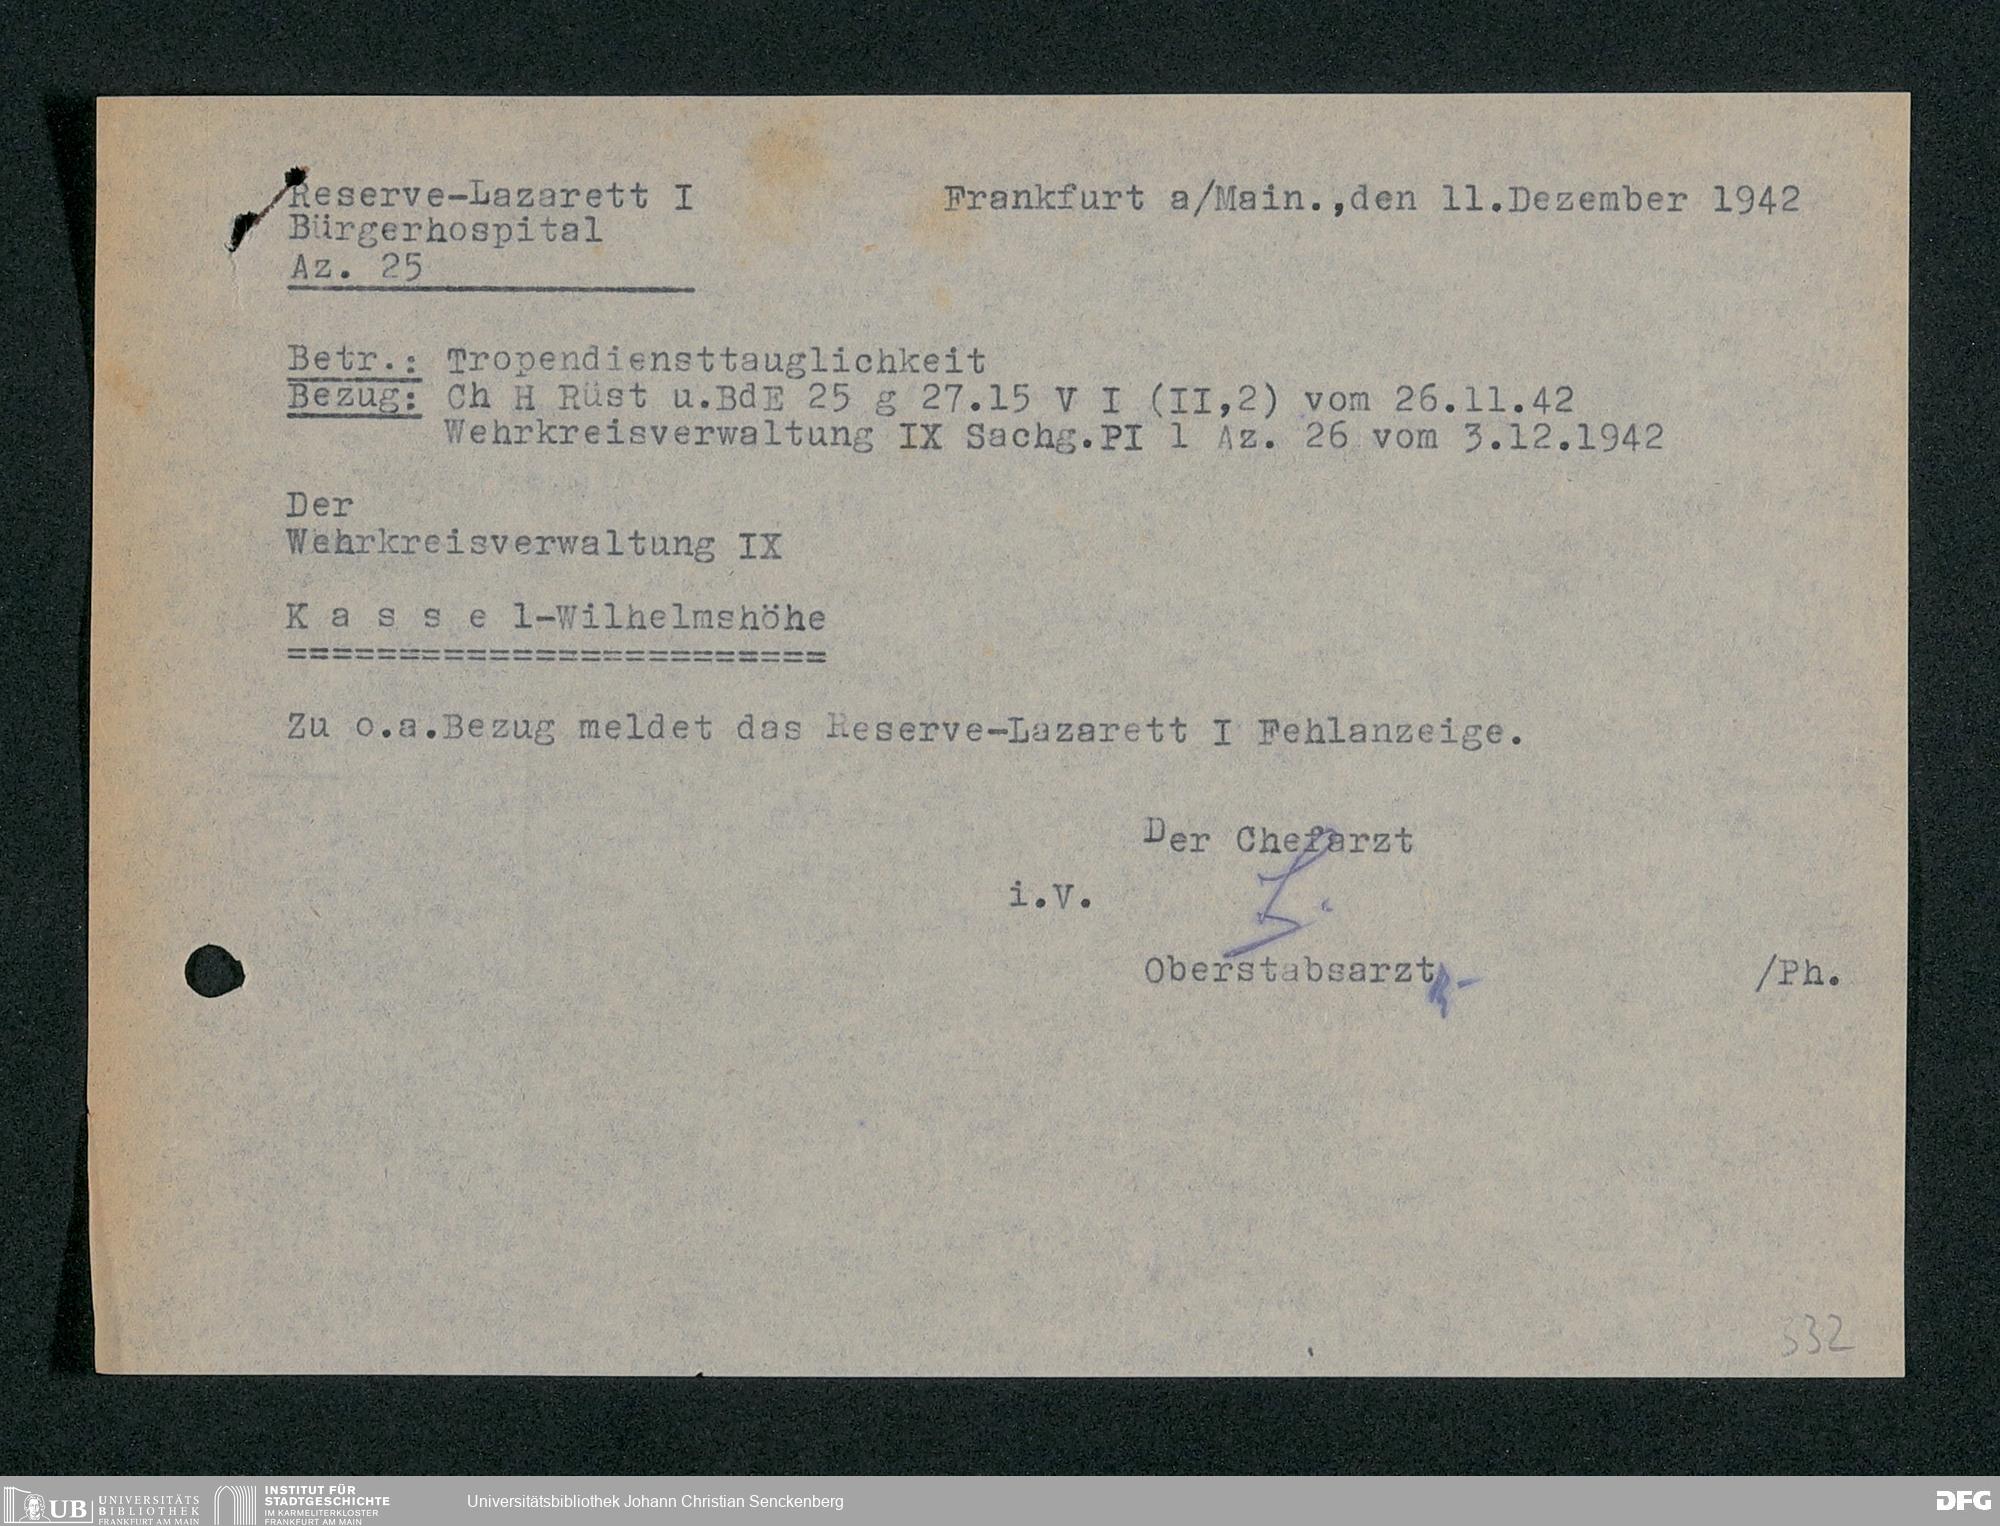 Reserve-Lazarett I
Frankfurt a/Main.,den 11.Dezember 1942
Bürgerhospital
Az. 25
Betr.: Tropendiensttauglichkeit
Bezug: Ch H Rüst u.BdE 25 g 27.15 V I (II,2) vom 26.11.42
Wehrkreisverwaltung IX Sachg.PI 1 Az. 26 vom 3.12.1942
Der
Wehrkreisverwaltung IX
K a s s e l-Wilhelmshöhe
========================
Zu o.a.Bezug meldet das Reserve-Lazarett I Fehlanzeige.
Der Chefarzt
i.V.
Oberstabsarzt
/Ph.
332
UB UNIVERSITÄTS
BIBLIOTHEK
FRANKFURT AM MAIN
INSTITUT FÜR
STADTGESCHICHTE
IM KARMELITERKLOSTER
FRANKFURT AM MAIN
Universitätsbibliothek Johann Christian Senckenberg
DFG